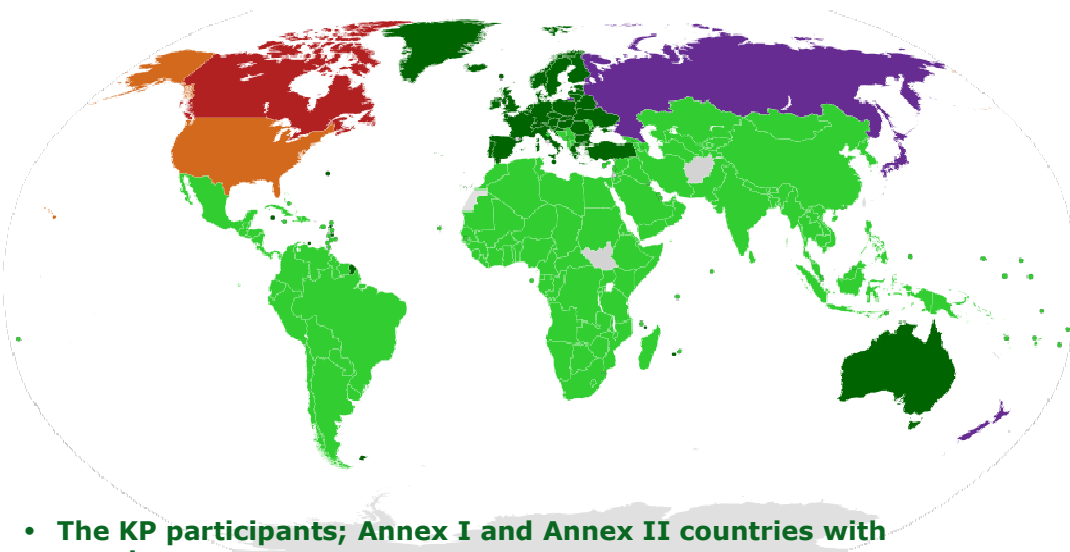 • The KP participants; Annex I and Annex II countries with